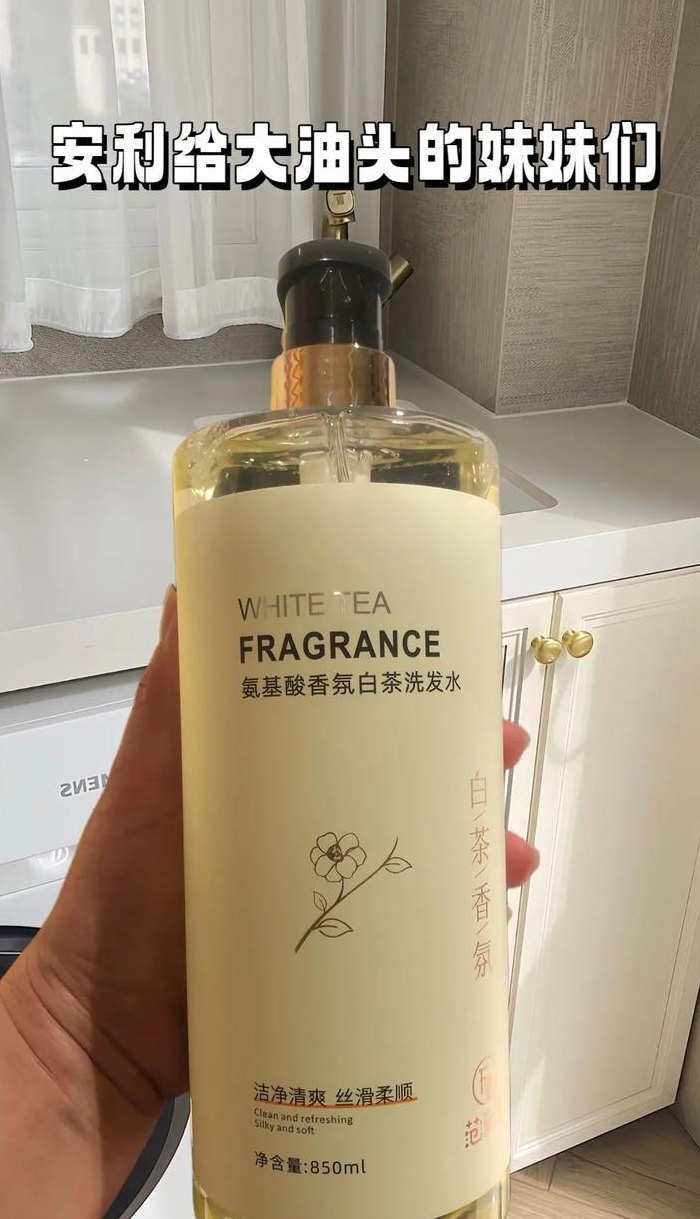 安利给大油头的妹妹们
WHITE TEA
FRAGRANCE
氨基酸香氛白茶洗发水
白/茶/香/氛
洁净清爽 丝滑柔顺
Clean and refreshing
Silky and soft
净含量:850ml
范